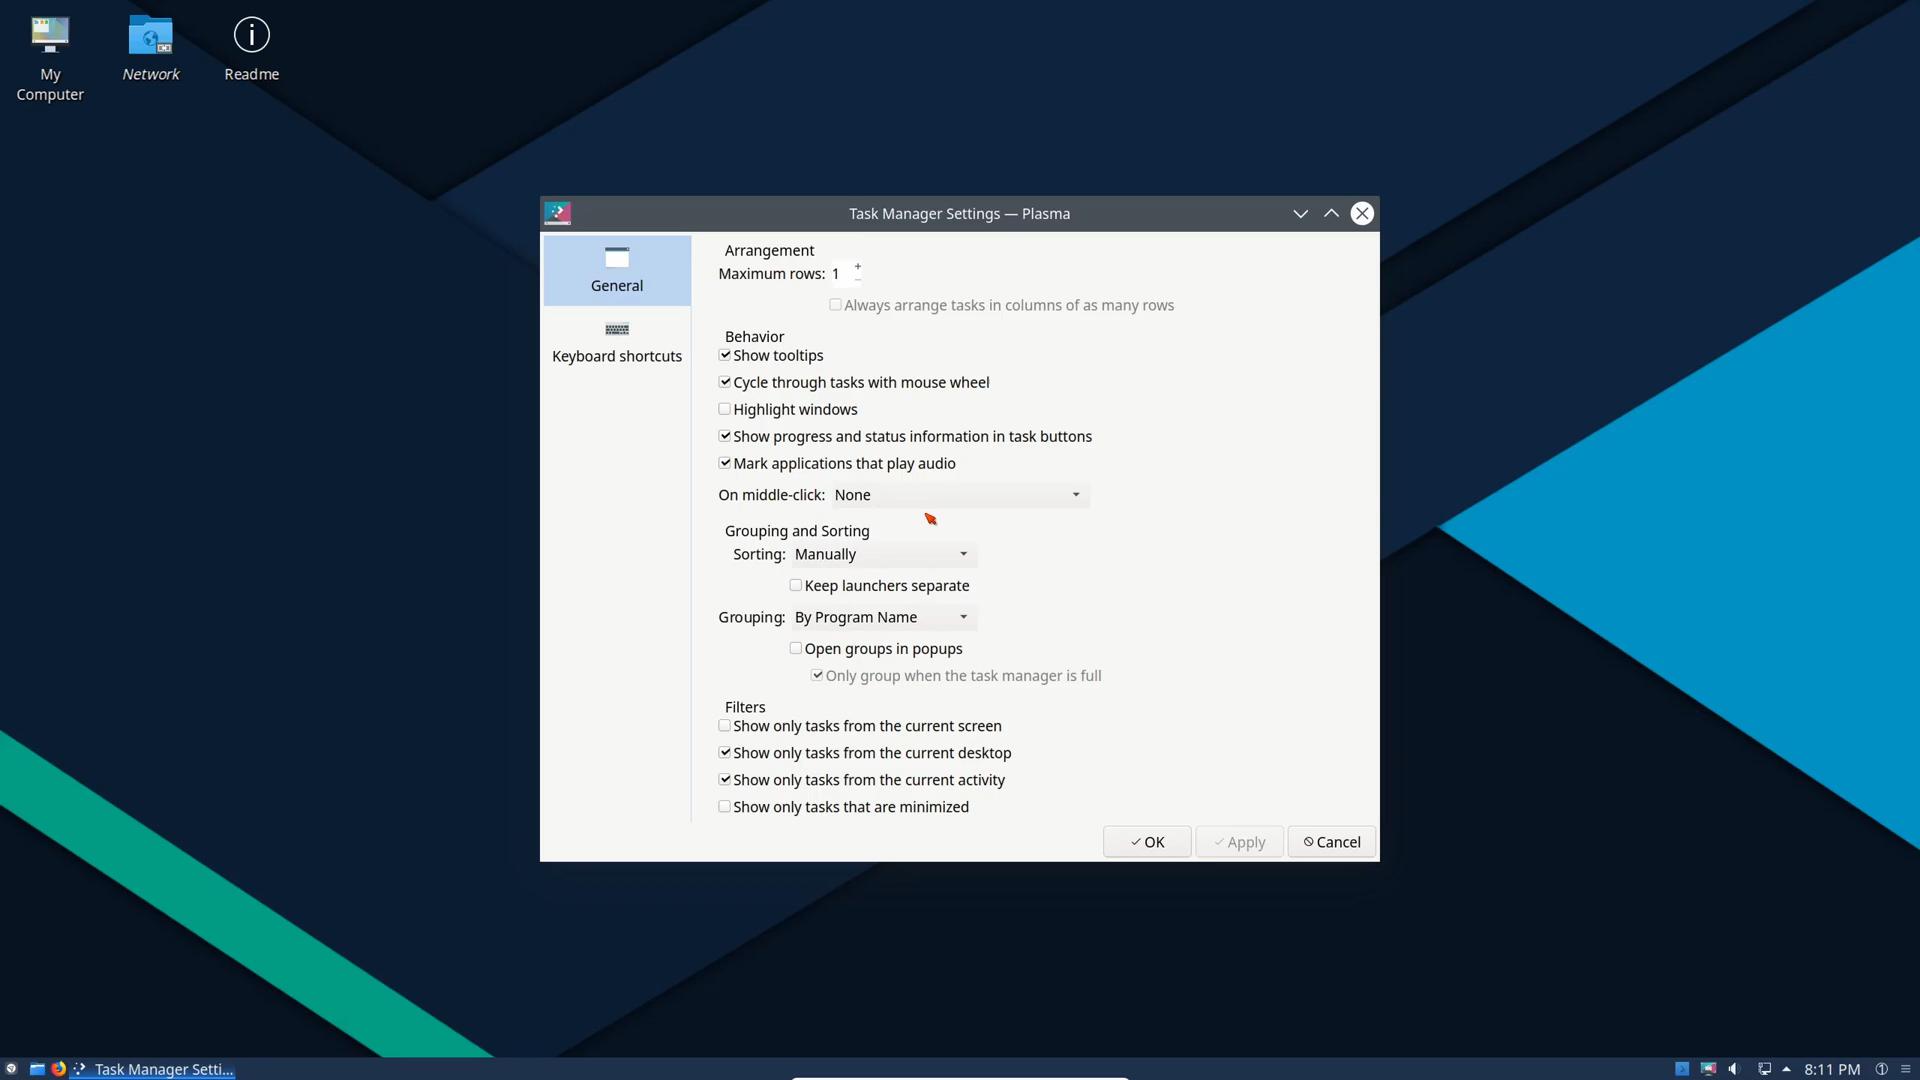 My
Computer
Network
Readme
Task Manager Settings — Plasma
General
Keyboard shortcuts
Arrangement
Maximum rows: 1
Always arrange tasks in columns of as many rows
Behavior
Show tooltips
Cycle through tasks with mouse wheel
Highlight windows
Show progress and status information in task buttons
Mark applications that play audio
On middle-click: None
Grouping and Sorting
Sorting: Manually
Keep launchers separate
Grouping: By Program Name
Open groups in popups
Only group when the task manager is full
Filters
Show only tasks from the current screen
Show only tasks from the current desktop
Show only tasks from the current activity
Show only tasks that are minimized
OK Apply Cancel
Task Manager Setti... 8:11 PM